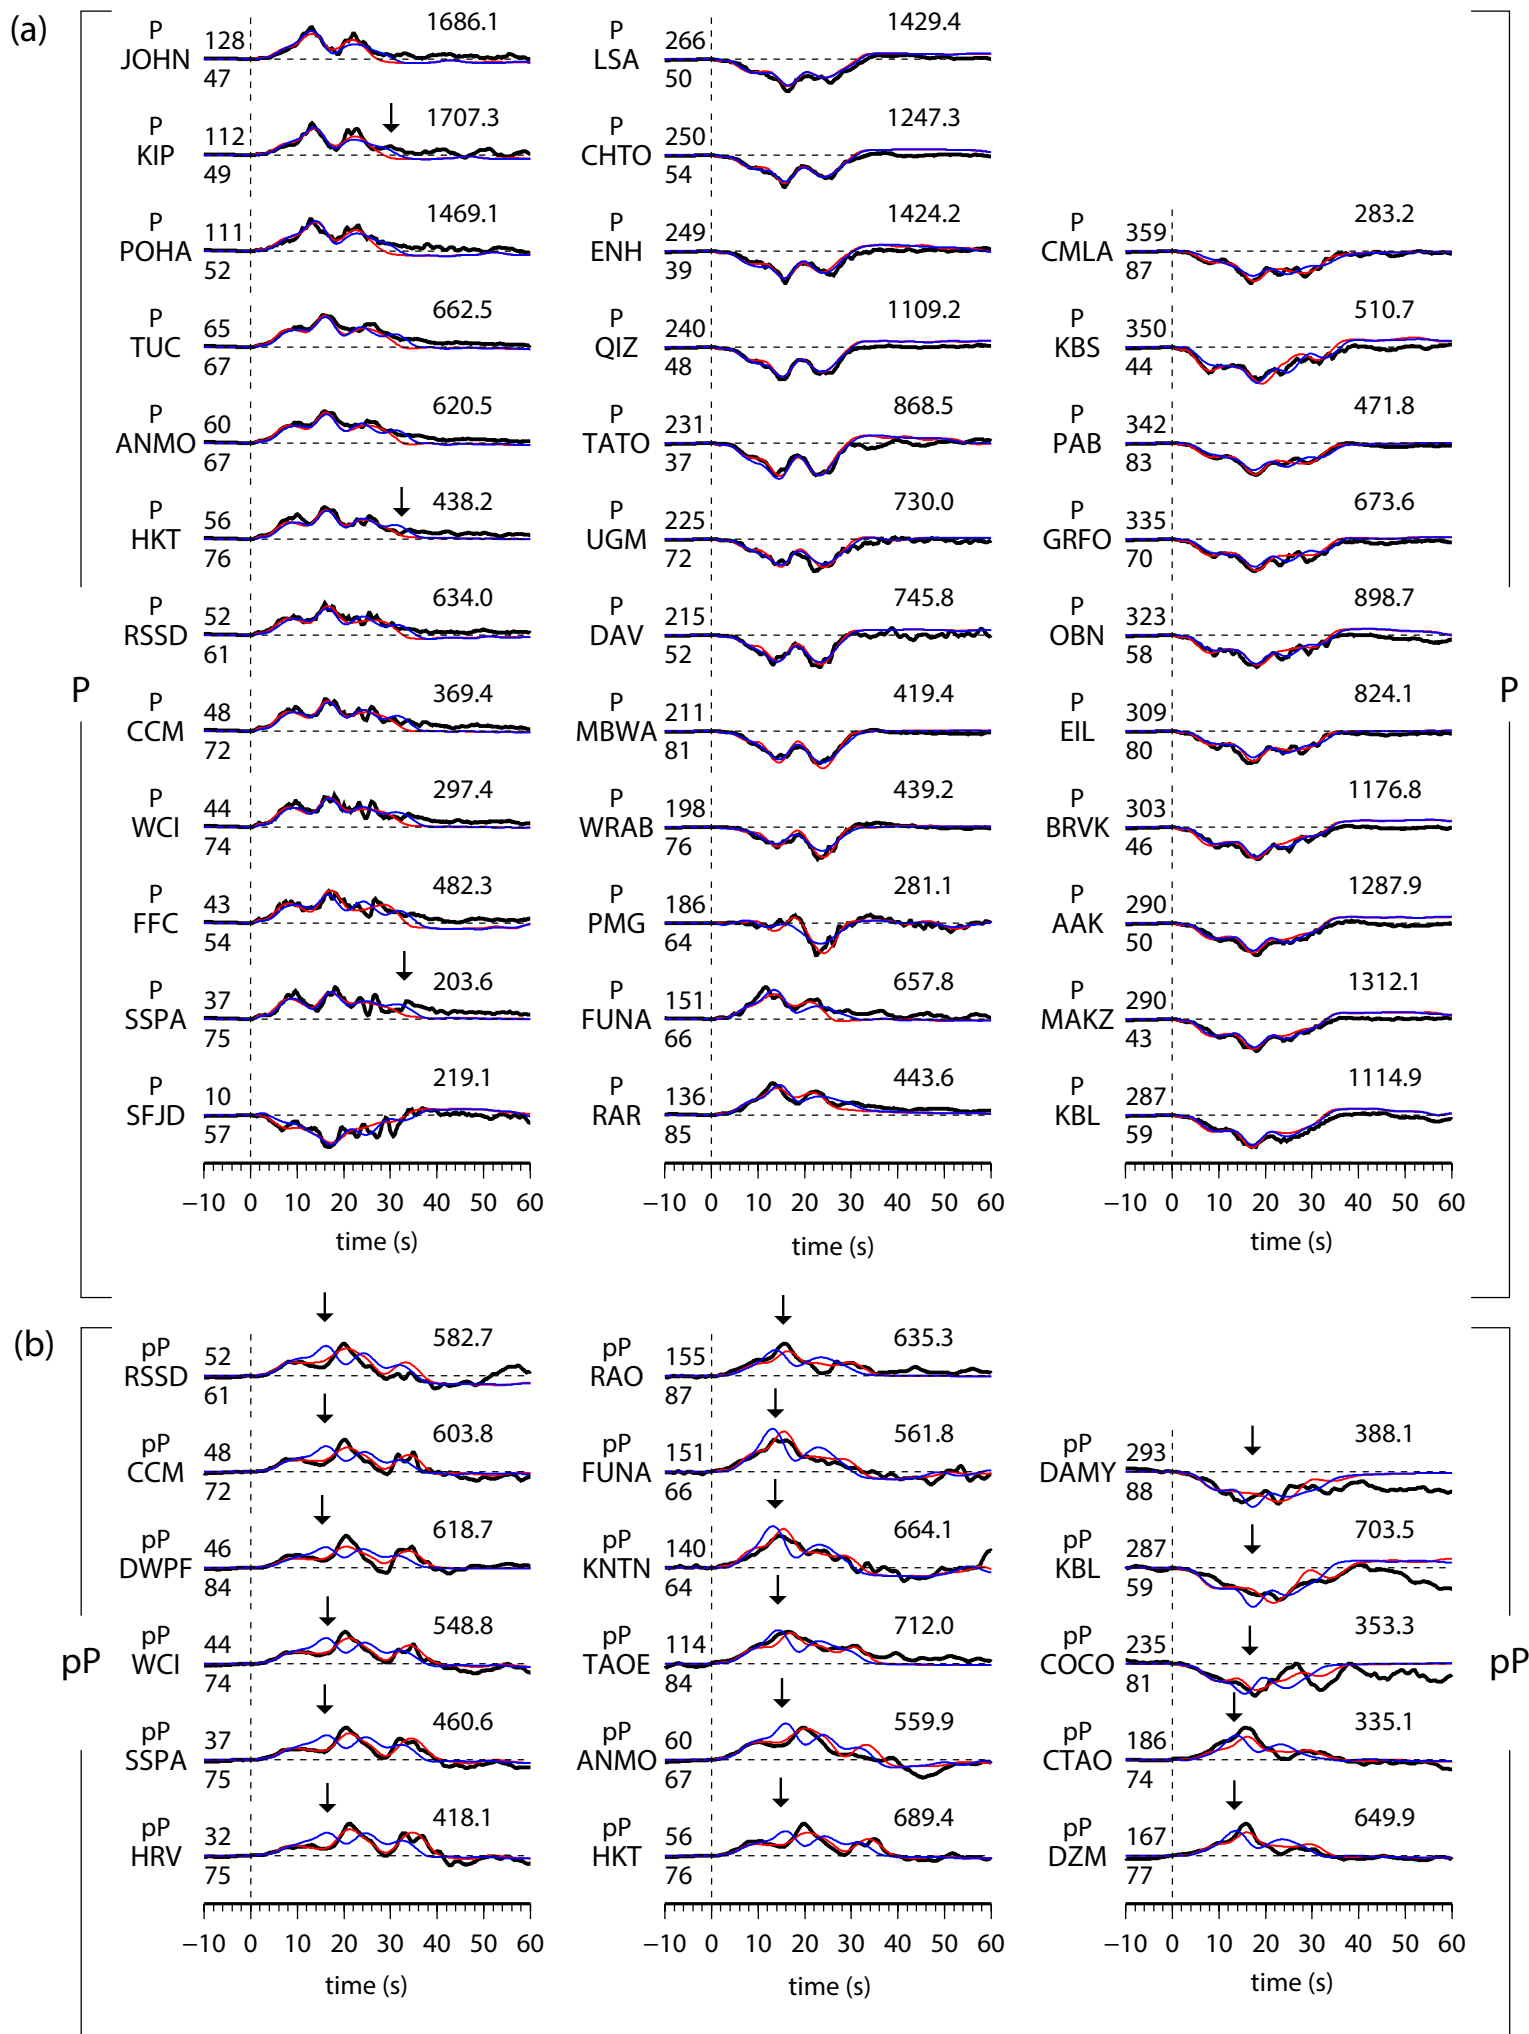 (a)
P
JOHN
128
47
1686.1
P
KIP
112
49
1707.3
P
POHA
111
52
1469.1
P
TUC
65
67
662.5
P
ANMO
60
67
620.5
P
HKT
56
76
438.2
P
RSSD
52
61
634.0
P
CCM
48
72
369.4
P
WCI
44
74
297.4
P
FFC
43
54
482.3
P
SSPA
37
75
203.6
P
SFJD
10
57
219.1
−10 0 10 20 30 40 50 60
time (s)
P
LSA
266
50
1429.4
P
CHTO
250
54
1247.3
P
ENH
249
39
1424.2
P
QIZ
240
48
1109.2
P
TATO
231
37
868.5
P
UGM
225
72
730.0
P
DAV
215
52
745.8
P
MBWA
211
81
419.4
P
WRAB
198
76
439.2
P
PMG
186
64
281.1
P
FUNA
151
66
657.8
P
RAR
136
85
443.6
−10 0 10 20 30 40 50 60
time (s)
P
CMLA
359
87
283.2
P
KBS
350
44
510.7
P
PAB
342
83
471.8
P
GRFO
335
70
673.6
P
OBN
323
58
898.7
P
EIL
309
80
824.1
P
BRVK
303
46
1176.8
P
AAK
290
50
1287.9
P
MAKZ
290
43
1312.1
P
KBL
287
59
1114.9
−10 0 10 20 30 40 50 60
time (s)
P
P
(b)
pP
RSSD
52
61
582.7
pP
CCM
48
72
603.8
pP
DWPF
46
84
618.7
pP
WCI
44
74
548.8
pP
SSPA
37
75
460.6
pP
HRV
32
75
418.1
−10 0 10 20 30 40 50 60
time (s)
pP
RAO
155
87
635.3
pP
FUNA
151
66
561.8
pP
KNTN
140
64
664.1
pP
TAOE
114
84
712.0
pP
ANMO
60
67
559.9
pP
HKT
56
76
689.4
−10 0 10 20 30 40 50 60
time (s)
pP
DAMY
293
88
388.1
pP
KBL
287
59
703.5
pP
COCO
235
81
353.3
pP
CTAO
186
74
335.1
pP
DZM
167
77
649.9
−10 0 10 20 30 40 50 60
time (s)
pP
pP